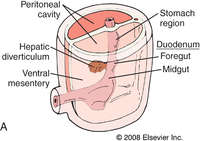 Peritoneal
cavity
Stomach
region
Hepatic
diverticulum
Duodenum
Foregut
Ventral
mesentery
Midgut
A
© 2008 Elsevier Inc.